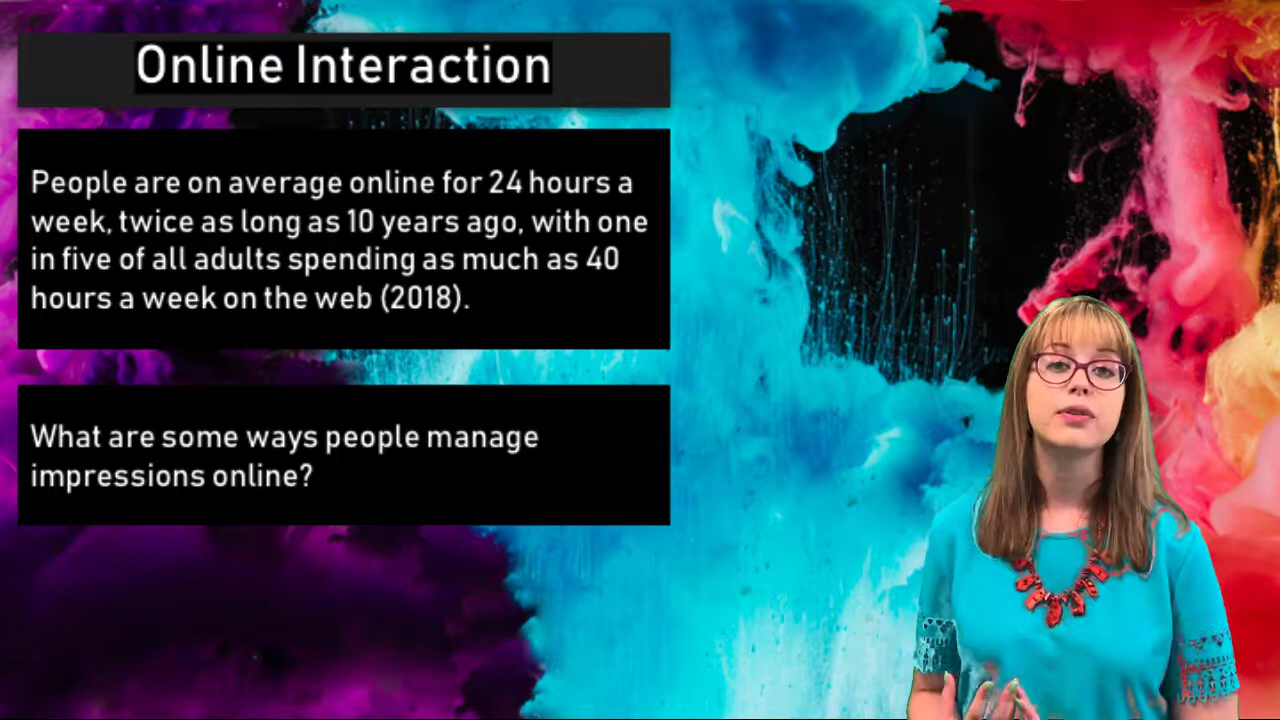 Online Interaction
People are on average online for 24 hours a
week, twice as long as 10 years ago, with one
in five of all adults spending as much as 40
hours a week on the web (2018).
What are some ways people manage
impressions online?